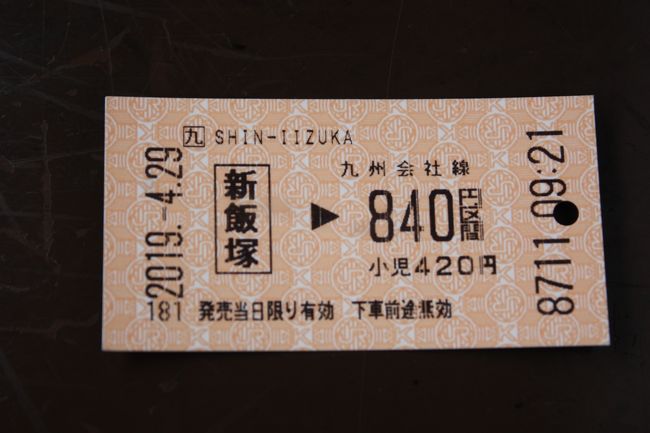 2019.-4.29
九 SHIN-IIZUKA
新飯塚
九州会社線
▶ 840円区間
小児420円
181 発売当日限り有効 下車前途無効
8711 09:21